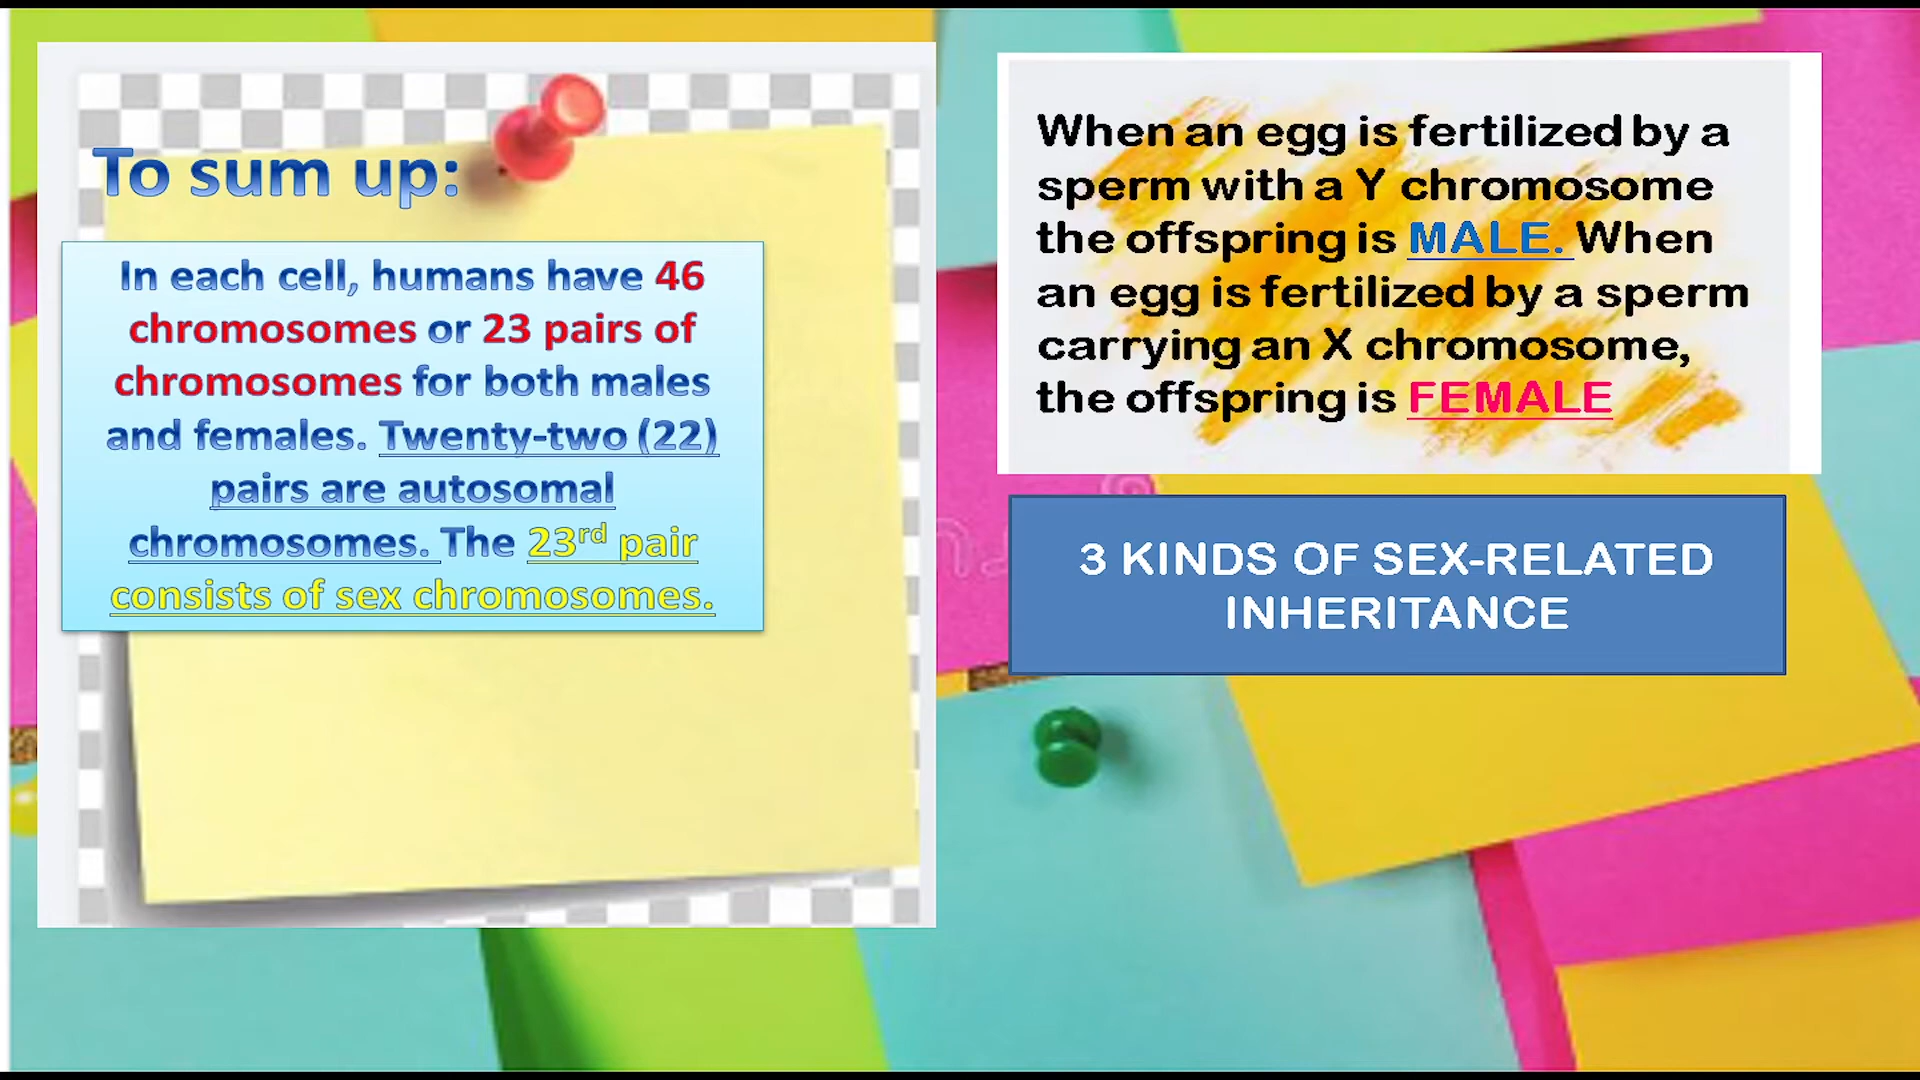 To sum up:
In each cell, humans have 46
chromosomes or 23 pairs of
chromosomes for both males
and females. Twenty-two (22)
pairs are autosomal
chromosomes. The 23rd pair
consists of sex chromosomes.
When an egg is fertilized by a
sperm with a Y chromosome
the offspring is MALE. When
an egg is fertilized by a sperm
carrying an X chromosome,
the offspring is FEMALE
3 KINDS OF SEX-RELATED
INHERITANCE